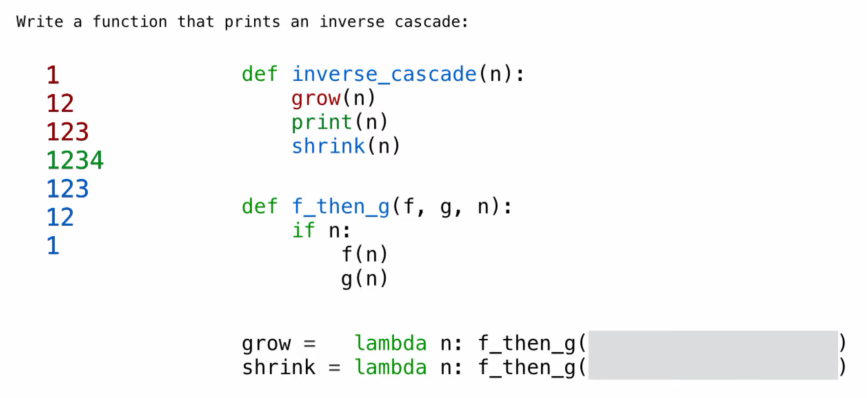 Write a function that prints an inverse cascade:
1
12
123
1234
123
12
1
def inverse_cascade(n):
    grow(n)
    print(n)
    shrink(n)
def f_then_g(f, g, n):
    if n:
        f(n)
        g(n)
grow =   lambda n: f_then_g(                    )
shrink = lambda n: f_then_g(                    )